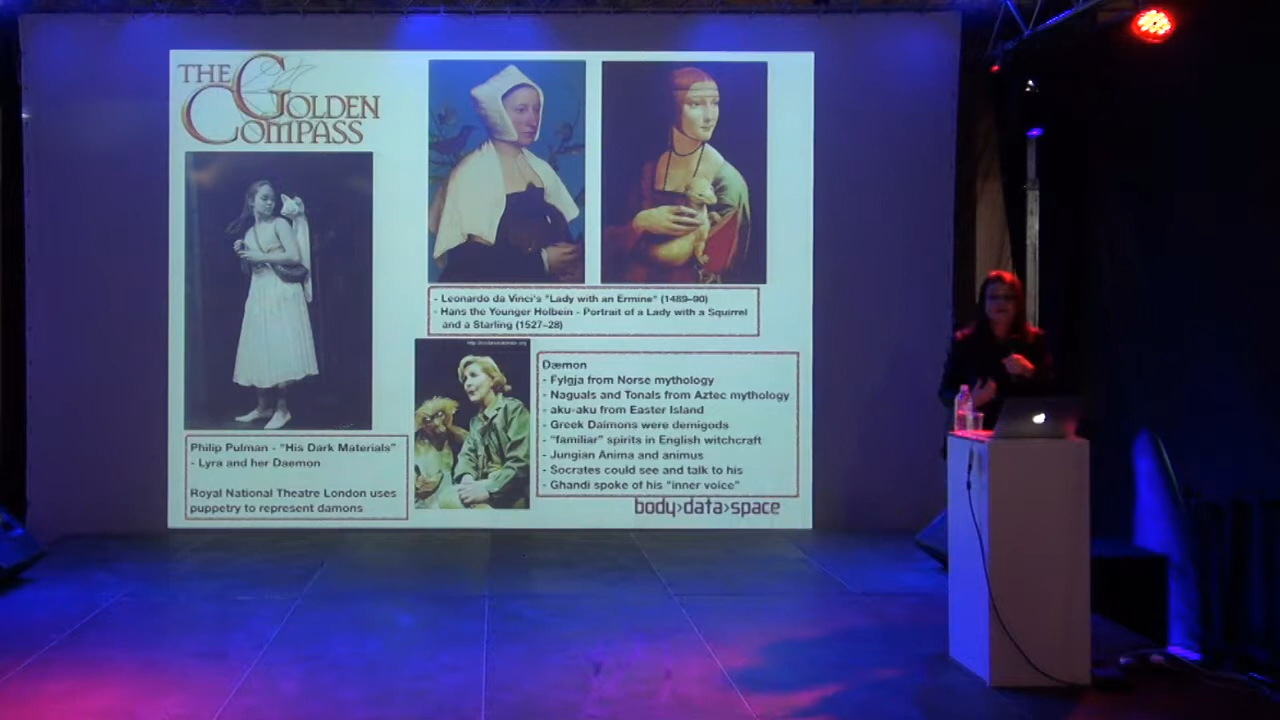 THE GOLDEN
COMPASS
- Leonardo da Vinci's "Lady with an Ermine" (1489–90)
- Hans the Younger Holbein - Portrait of a Lady with a Squirrel
and a Starling (1527–28)
Philip Pulman - "His Dark Materials"
- Lyra and her Daemon
Royal National Theatre London uses
puppetry to represent damons
Dæmon
- Fylgja from Norse mythology
- Naguals and Tonals from Aztec mythology
- aku-aku from Easter Island
- Greek Daimons were demigods
- "familiar" spirits in English witchcraft
- Jungian Anima and animus
- Socrates could see and talk to his
- Ghandi spoke of his "inner voice"
body>data>space